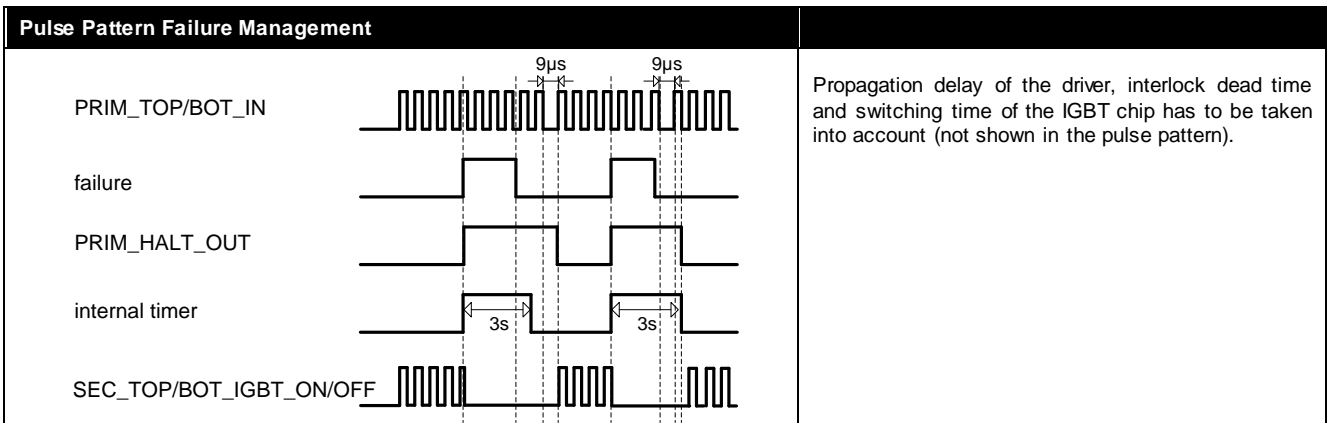 Pulse Pattern Failure Management
9µs 9µs
PRIM_TOP/BOT_IN
failure
PRIM_HALT_OUT
internal timer
3s 3s
SEC_TOP/BOT_IGBT_ON/OFF
Propagation delay of the driver, interlock dead time
and switching time of the IGBT chip has to be taken
into account (not shown in the pulse pattern).